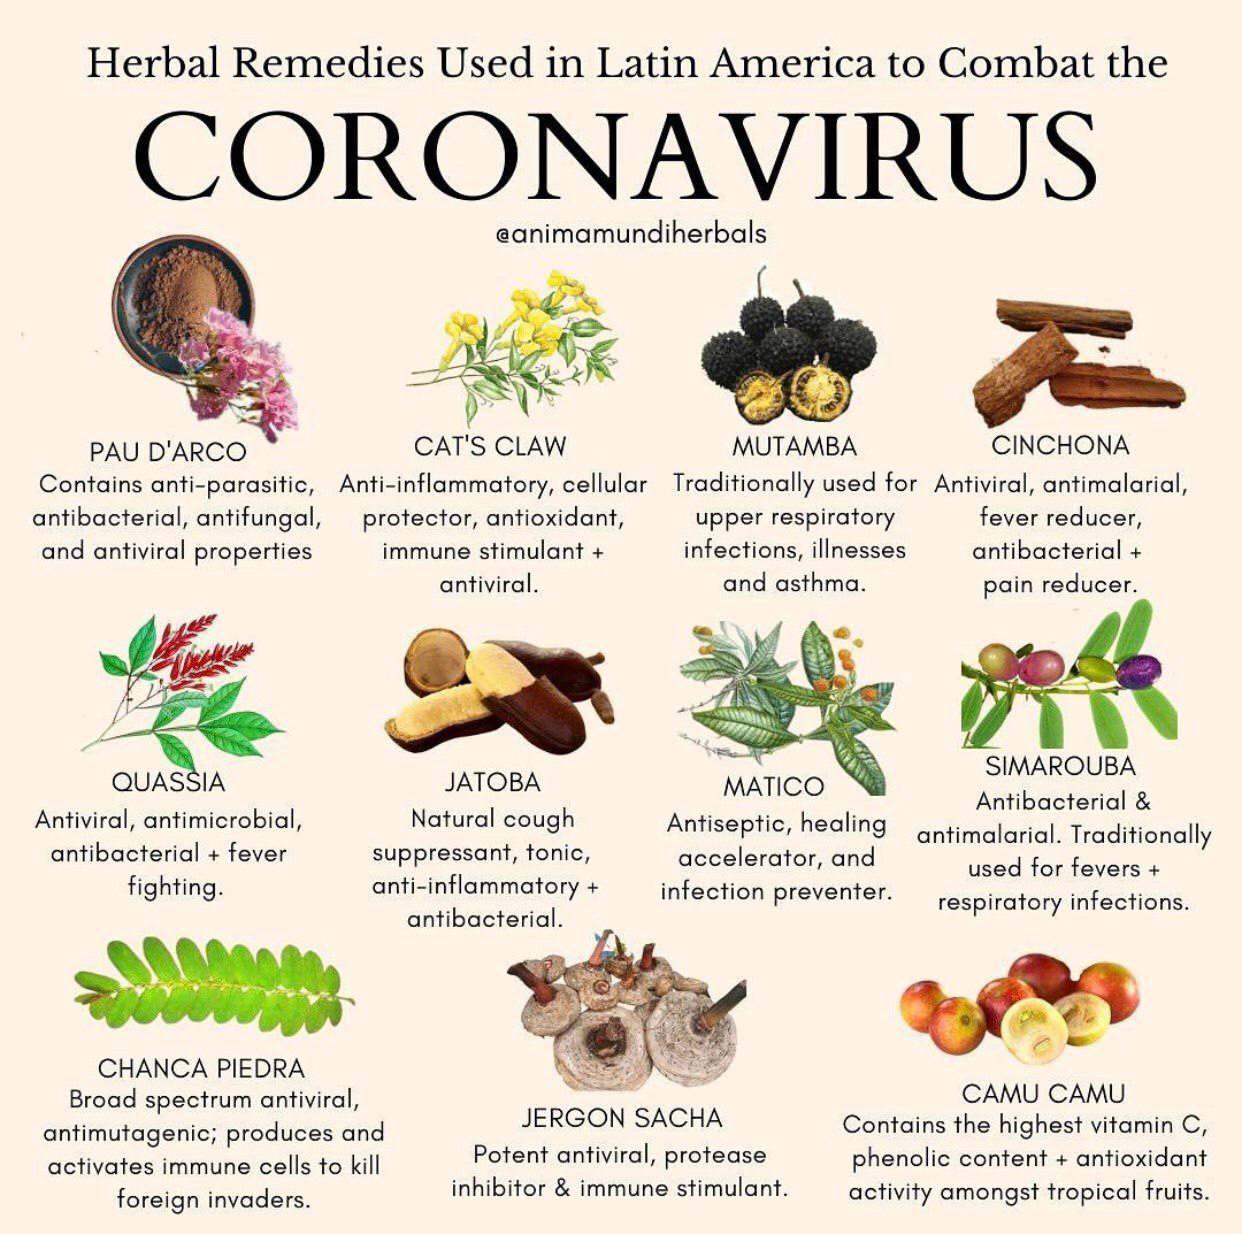 Herbal Remedies Used in Latin America to Combat the
CORONAVIRUS
@animamundiherbals
PAU D'ARCO
Contains anti-parasitic,
antibacterial, antifungal,
and antiviral properties
CAT'S CLAW
Anti-inflammatory, cellular
protector, antioxidant,
immune stimulant +
antiviral.
MUTAMBA
Traditionally used for
upper respiratory
infections, illnesses
and asthma.
CINCHONA
Antiviral, antimalarial,
fever reducer,
antibacterial +
pain reducer.
QUASSIA
Antiviral, antimicrobial,
antibacterial + fever
fighting.
JATOBA
Natural cough
suppressant, tonic,
anti-inflammatory +
antibacterial.
MATICO
Antiseptic, healing
accelerator, and
infection preventer.
SIMAROUBA
Antibacterial &
antimalarial. Traditionally
used for fevers +
respiratory infections.
CHANCA PIEDRA
Broad spectrum antiviral,
antimutagenic; produces and
activates immune cells to kill
foreign invaders.
JERGON SACHA
Potent antiviral, protease
inhibitor & immune stimulant.
CAMU CAMU
Contains the highest vitamin C,
phenolic content + antioxidant
activity amongst tropical fruits.